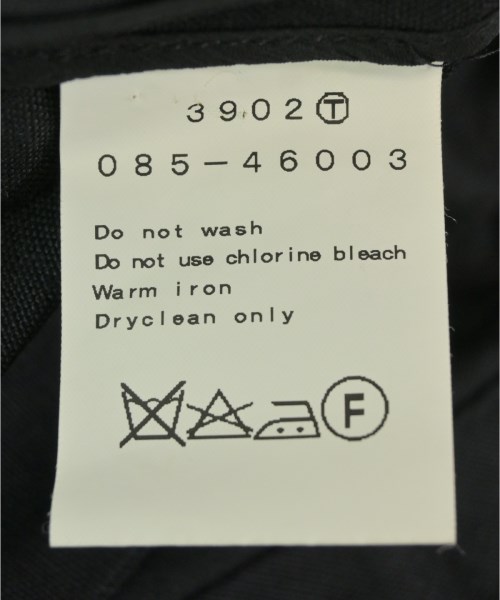 3902Ⓣ
085-46003
Do not wash
Do not use chlorine bleach
Warm iron
Dryclean only
F